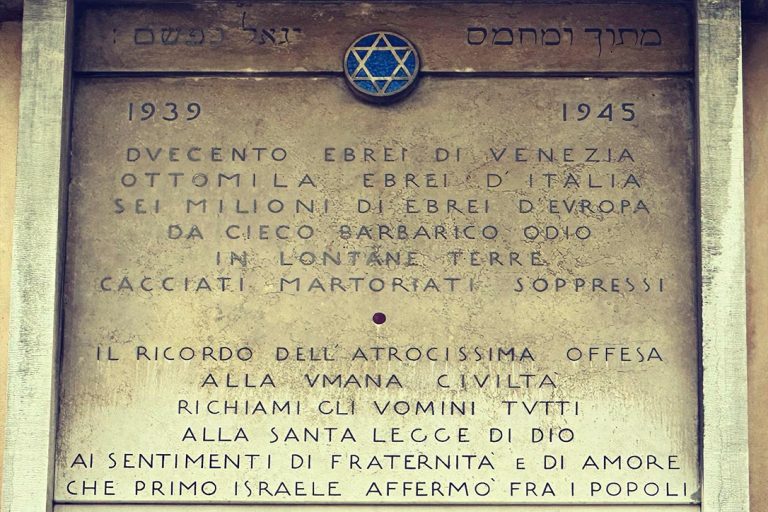 מתוך ומחמס יגאל נפשם :
1939 1945
DVECENTO EBREI DI VENEZIA
OTTOMILA EBREI D'ITALIA
SEI MILIONI DI EBREI D'EVROPA
DA CIECO BARBARICO ODIO
IN LONTANE TERRE
CACCIATI MARTORIATI SOPPRESSI
IL RICORDO DELL'ATROCISSIMA OFFESA
ALLA VMANA CIVILTA'
RICHIAMI GLI VOMINI TVTTI
ALLA SANTA LEGGE DI DIO
AI SENTIMENTI DI FRATERNITA' E DI AMORE
CHE PRIMO ISRAELE AFFERMO' FRA I POPOLI